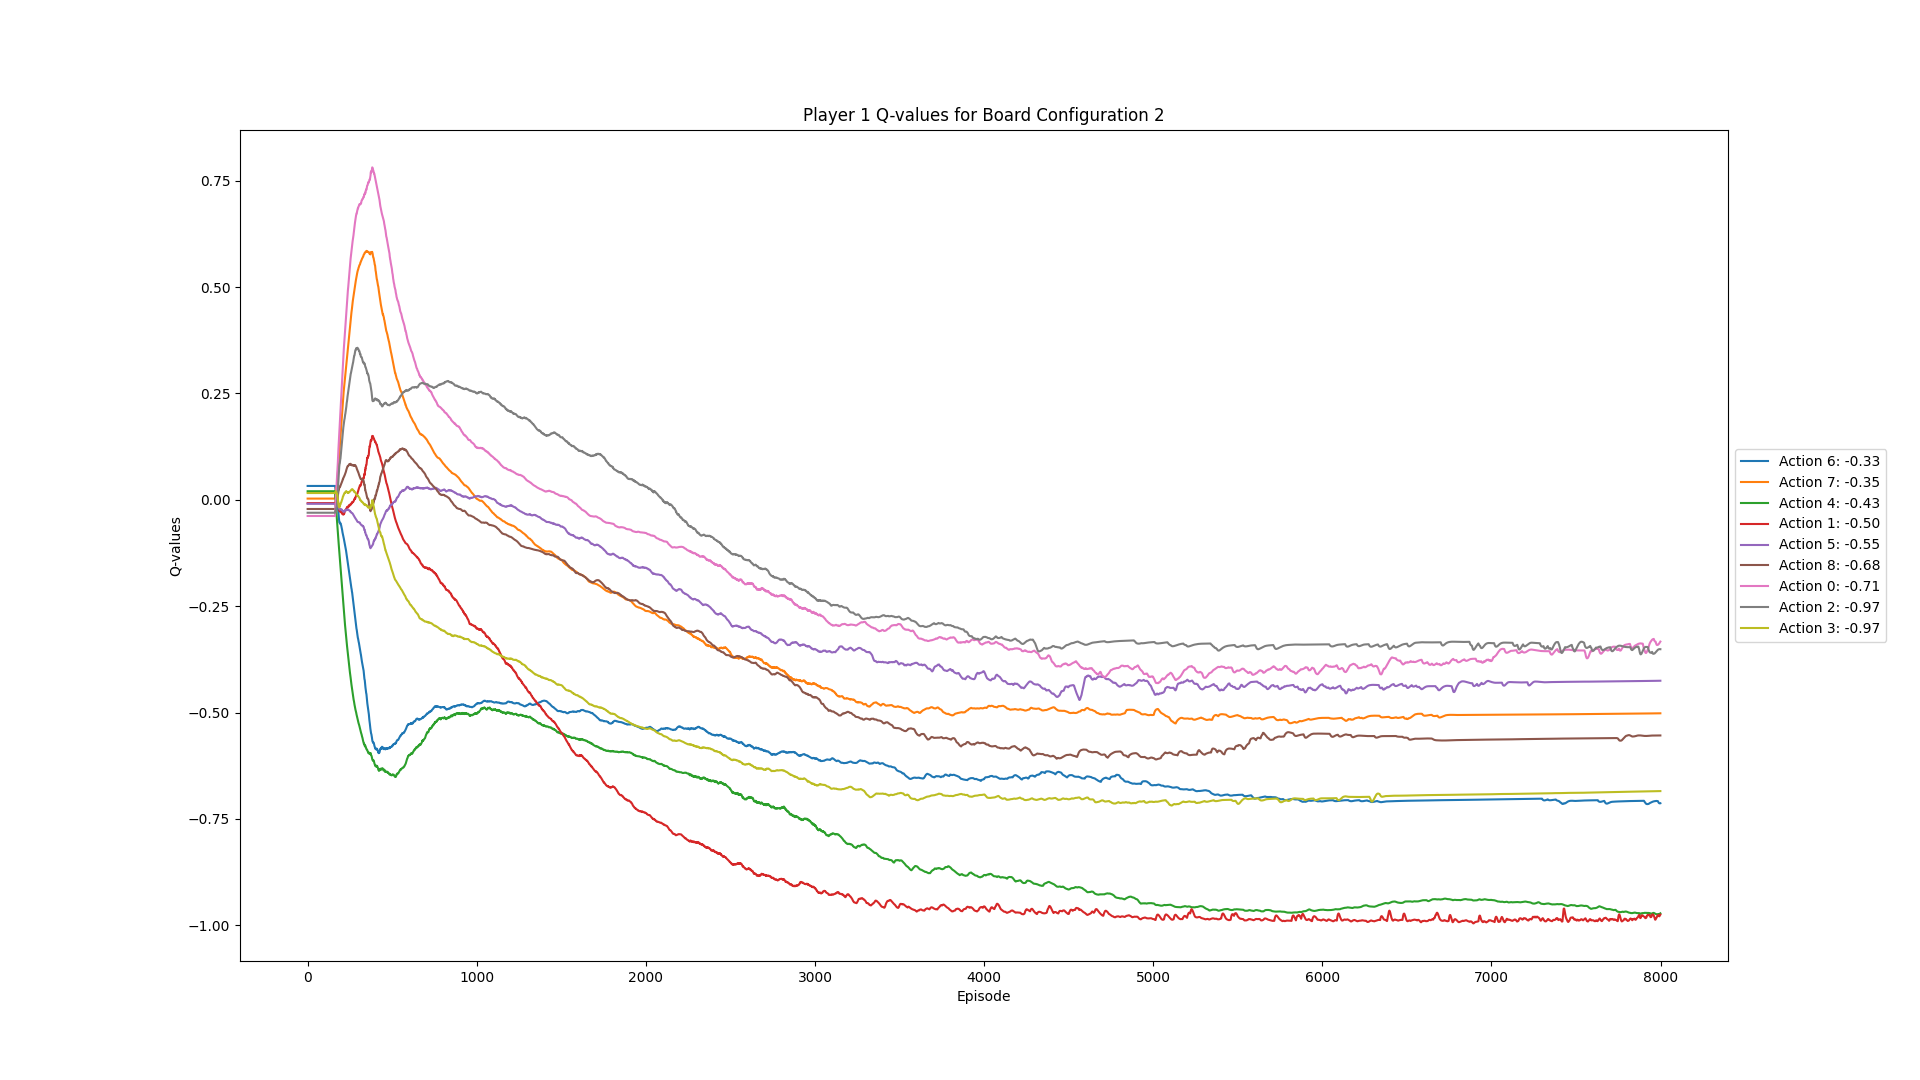 Player 1 Q-values for Board Configuration 2
0.75
0.50
0.25
0.00
−0.25
−0.50
−0.75
−1.00
Q-values
0 1000 2000 3000 4000 5000 6000 7000 8000
Episode
Action 6: -0.33
Action 7: -0.35
Action 4: -0.43
Action 1: -0.50
Action 5: -0.55
Action 8: -0.68
Action 0: -0.71
Action 2: -0.97
Action 3: -0.97